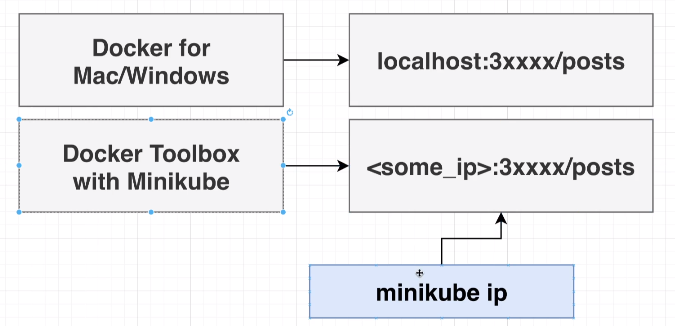 Docker for
Mac/Windows
localhost:3xxxx/posts
Docker Toolbox
with Minikube
<some_ip>:3xxxx/posts
minikube ip